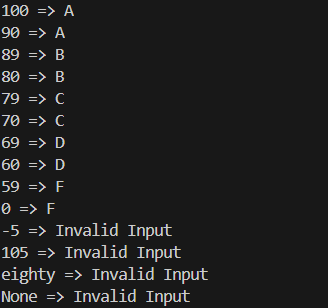 100 => A
90 => A
89 => B
80 => B
79 => C
70 => C
69 => D
60 => D
59 => F
0 => F
-5 => Invalid Input
105 => Invalid Input
eighty => Invalid Input
None => Invalid Input